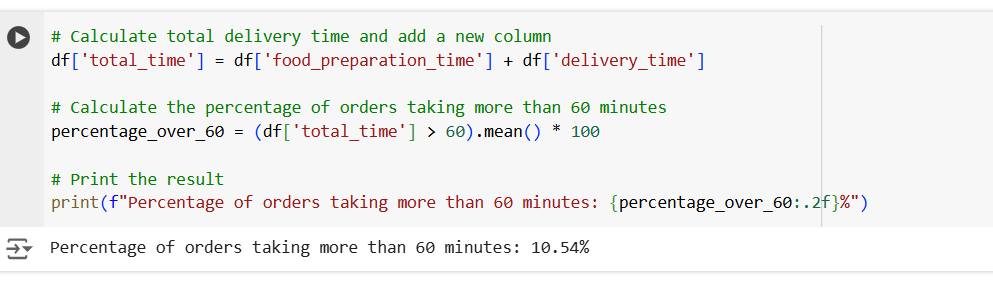 # Calculate total delivery time and add a new column
df['total_time'] = df['food_preparation_time'] + df['delivery_time']
# Calculate the percentage of orders taking more than 60 minutes
percentage_over_60 = (df['total_time'] > 60).mean() * 100
# Print the result
print(f"Percentage of orders taking more than 60 minutes: {percentage_over_60:.2f}%")
Percentage of orders taking more than 60 minutes: 10.54%